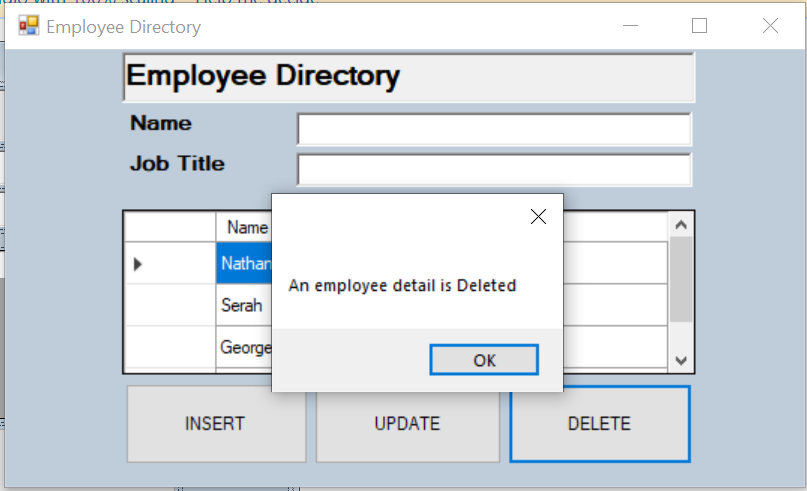 Employee Directory
Employee Directory
Name
Job Title
Name
Nathan
Serah
George
An employee detail is Deleted
OK
INSERT
UPDATE
DELETE